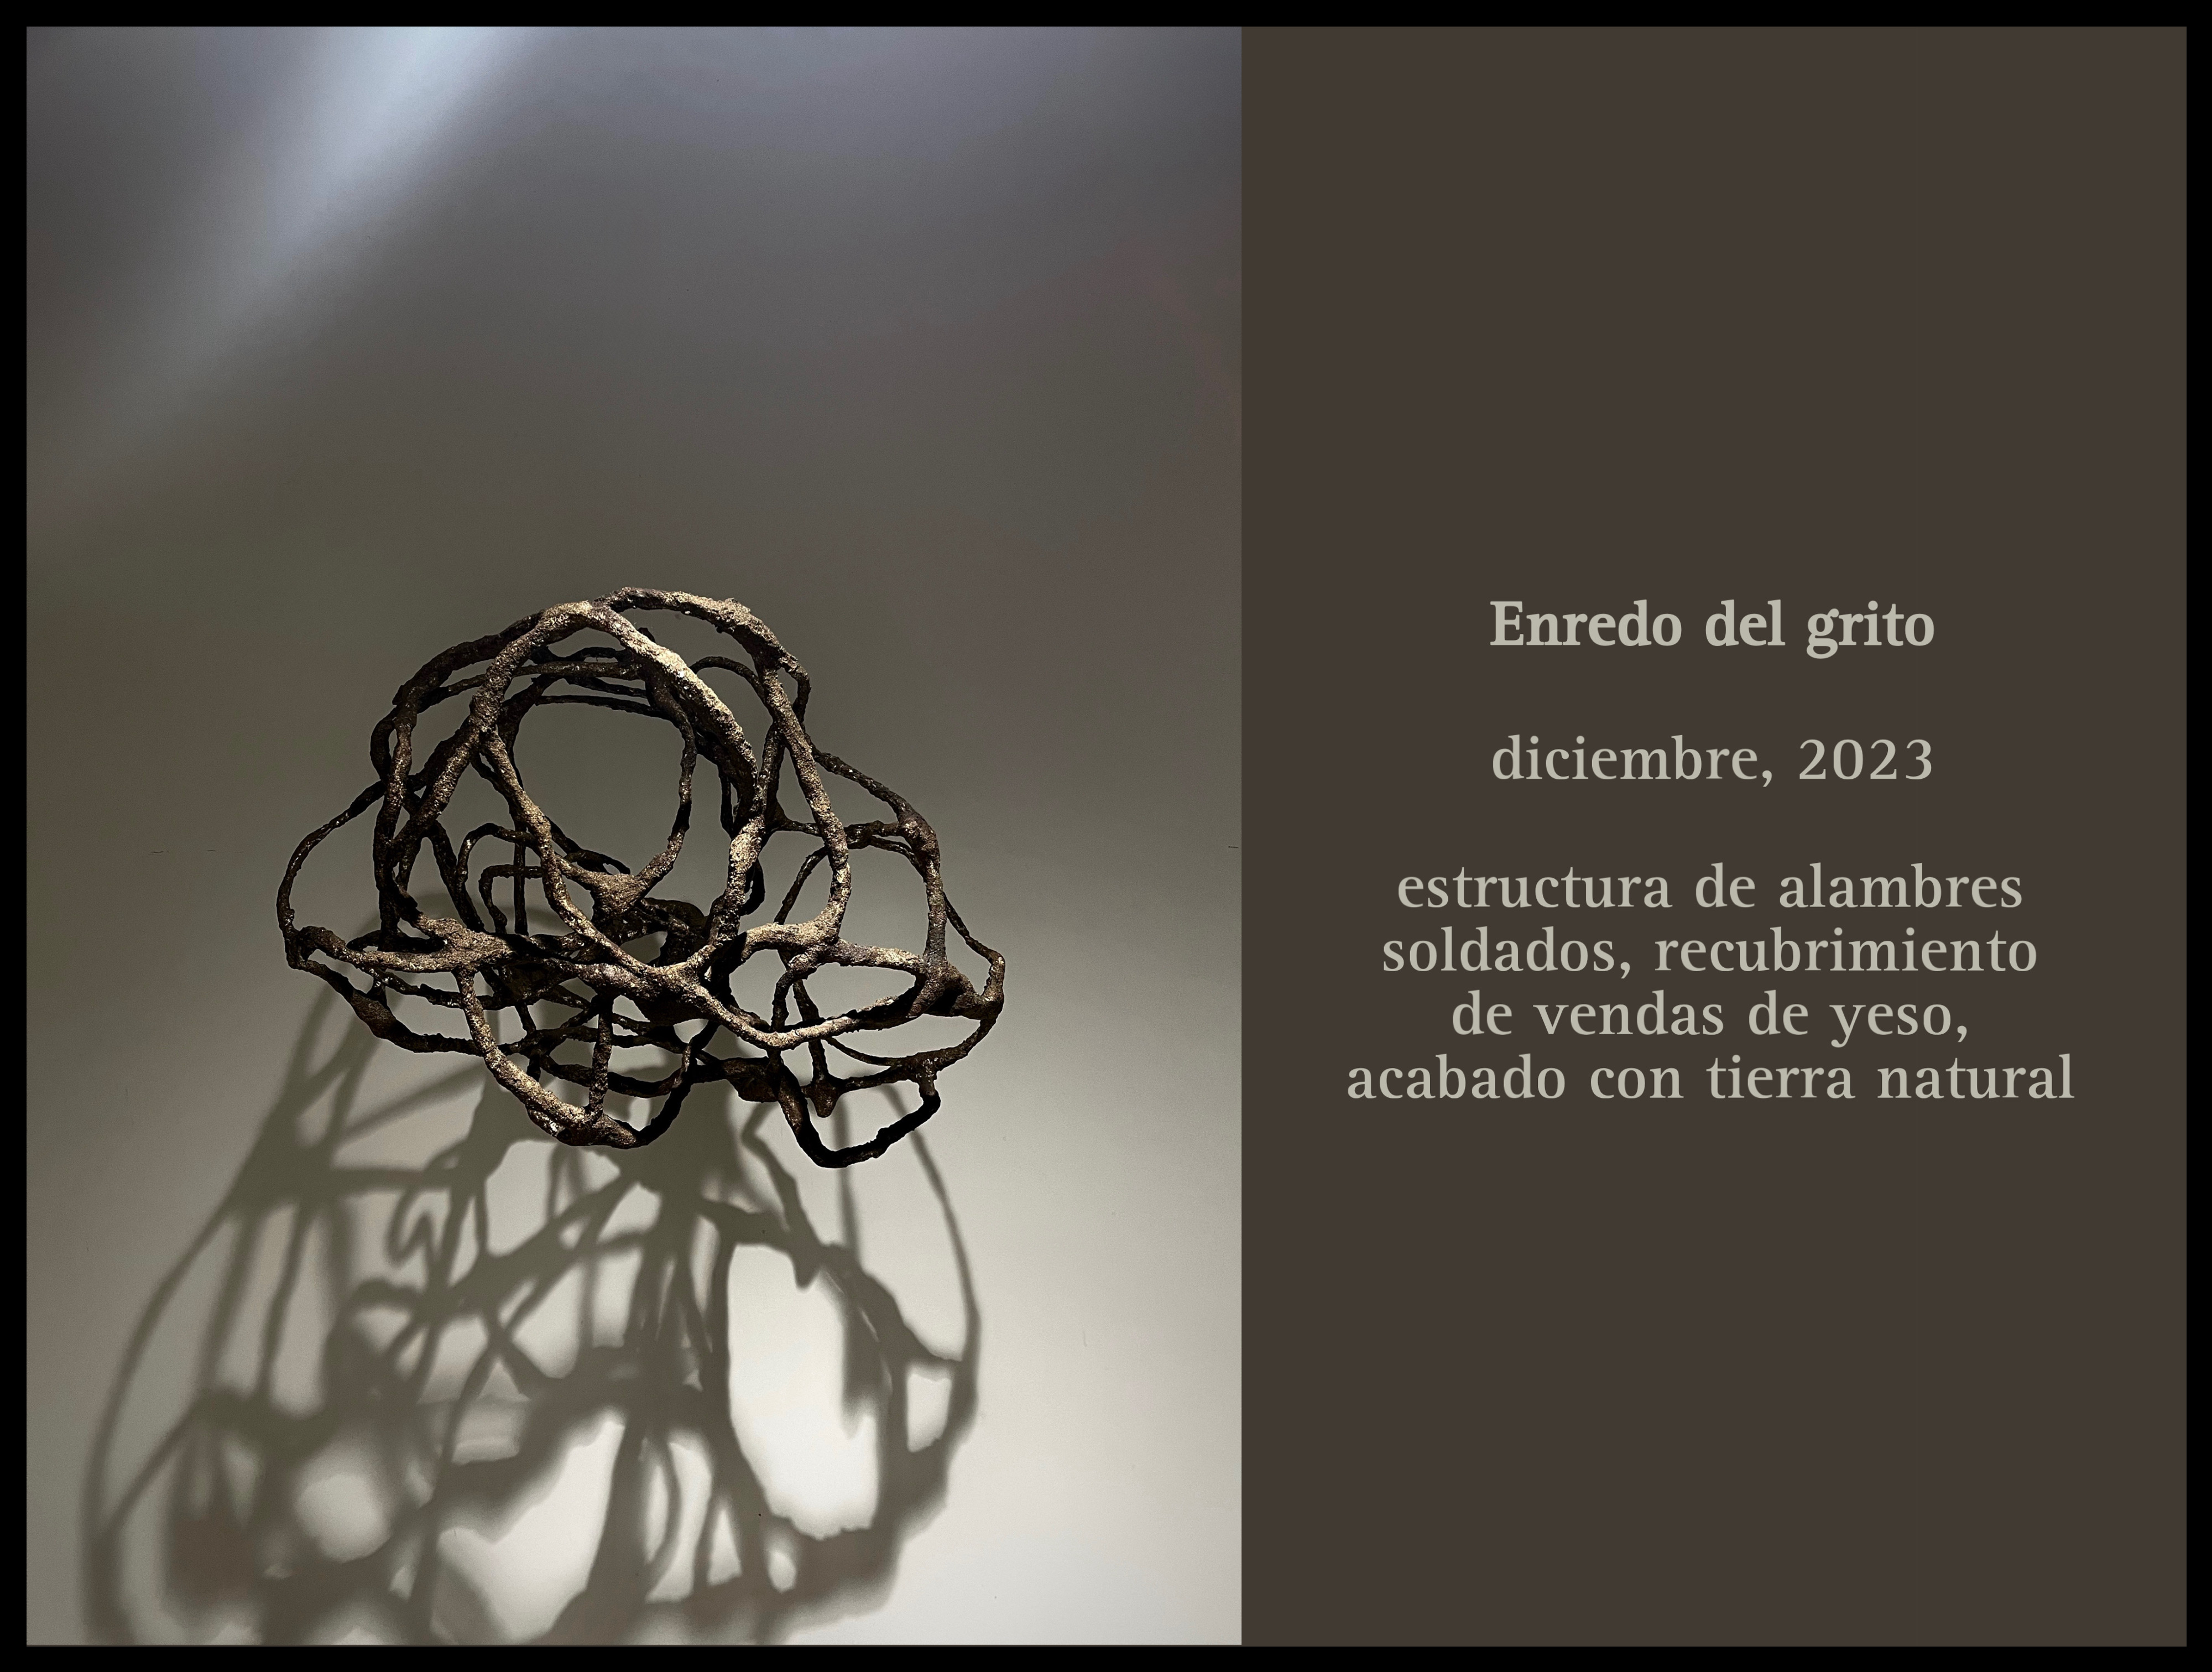 Enredo del grito
diciembre, 2023
estructura de alambres
soldados, recubrimiento
de vendas de yeso,
acabado con tierra natural